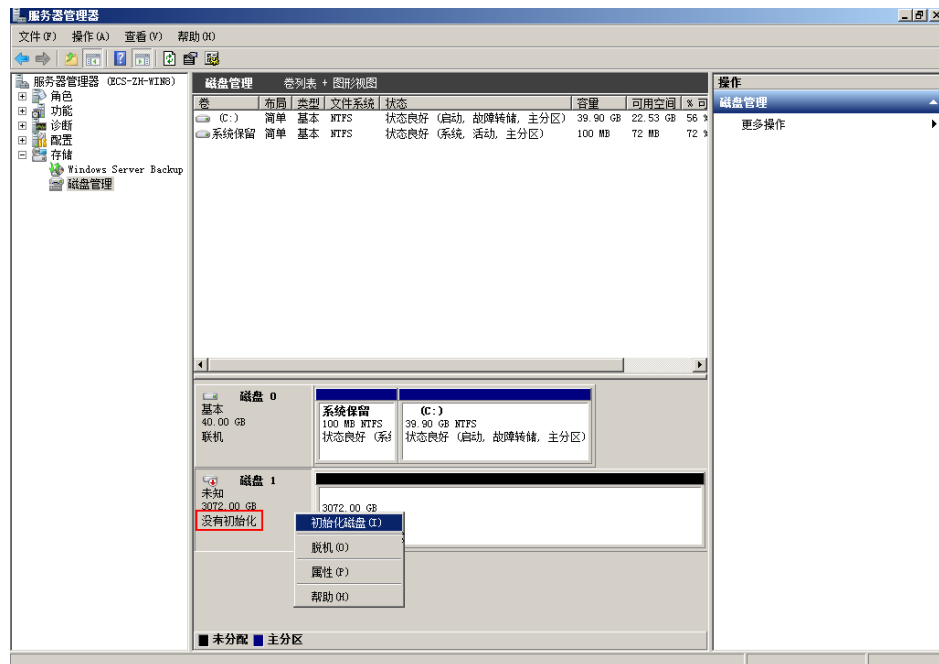 服务器管理器
文件(F) 操作(A) 查看(V) 帮助(H)
服务器管理器 (ECS-ZH-WIN8)
角色
功能
诊断
配置
存储
Windows Server Backup
磁盘管理
磁盘管理 卷列表 + 图形视图
卷 布局 类型 文件系统 状态 容量 可用空间 % 可
(C:) 简单 基本 NTFS 状态良好 (启动, 故障转储, 主分区) 39.90 GB 22.53 GB 56 %
系统保留 简单 基本 NTFS 状态良好 (系统, 活动, 主分区) 100 MB 72 MB 72 %
磁盘 0
基本
40.00 GB
联机
系统保留
100 MB NTFS
状态良好 (系
(C:)
39.90 GB NTFS
状态良好 (启动, 故障转储, 主分区)
磁盘 1
未知
3072.00 GB
没有初始化
3072.00 GB
初始化磁盘(I)
脱机(O)
属性(P)
帮助(H)
未分配 主分区
操作
磁盘管理
更多操作